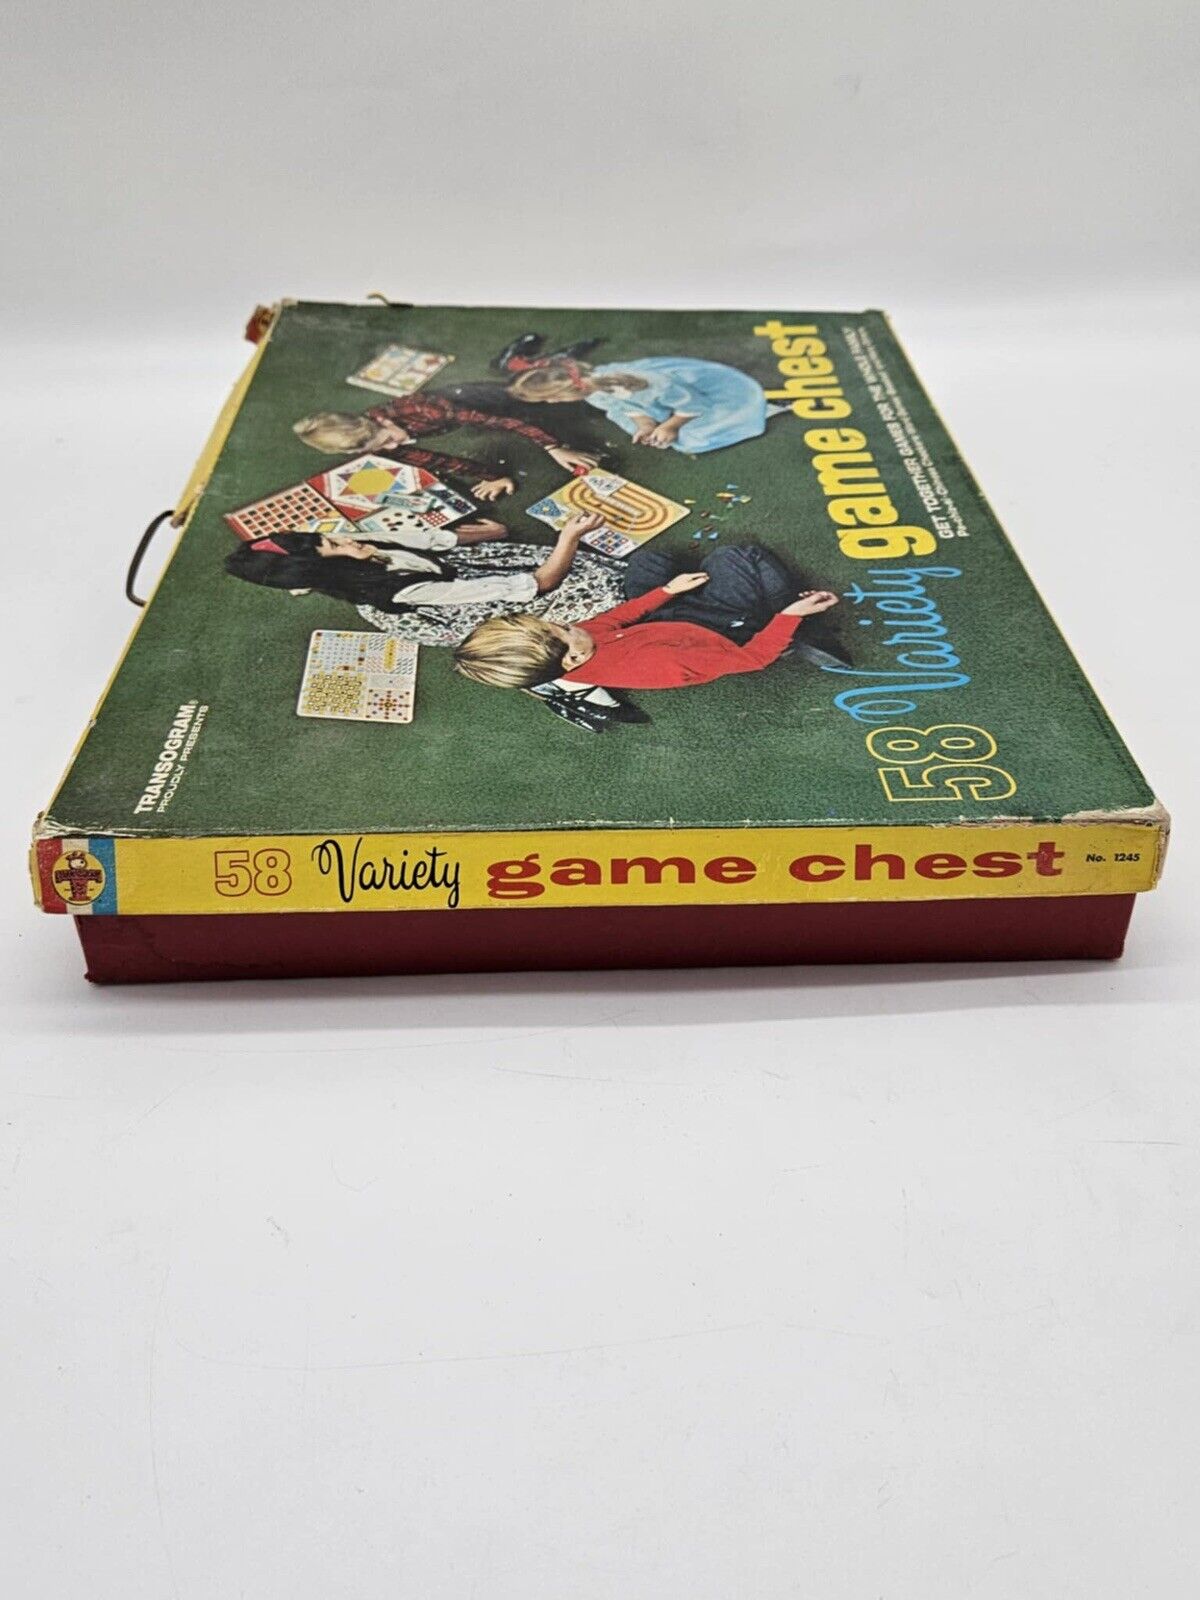 TRANSOGRAM
PROUDLY PRESENTS
58 Variety game chest
GET TOGETHER GAMES FOR THE WHOLE FAMILY
58 Variety game chest No. 1245